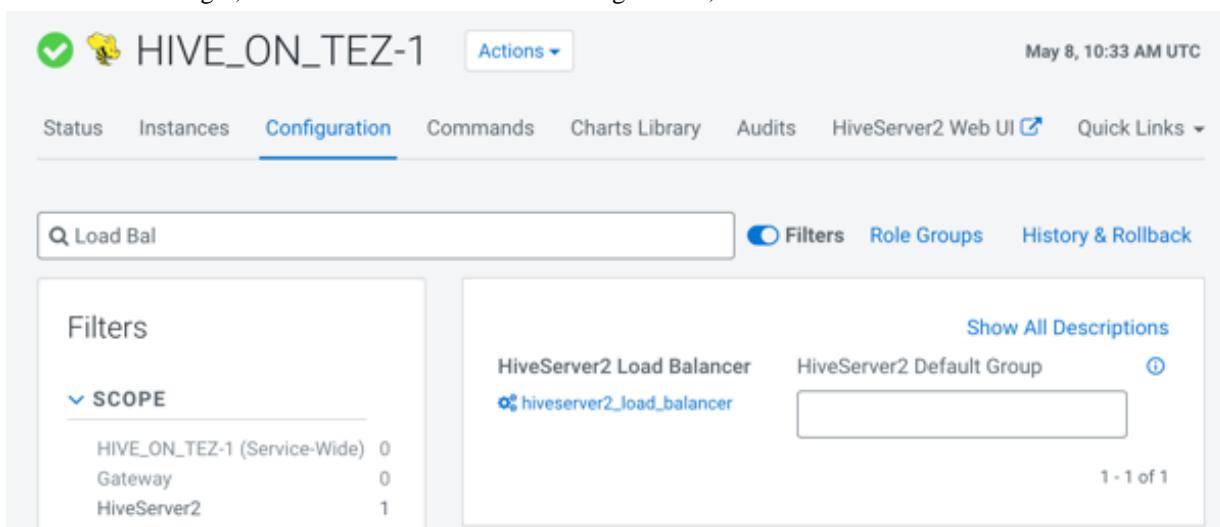 HIVE_ON_TEZ-1 Actions May 8, 10:33 AM UTC
Status Instances Configuration Commands Charts Library Audits HiveServer2 Web UI Quick Links
Load Bal Filters Role Groups History & Rollback
Filters
SCOPE
HIVE_ON_TEZ-1 (Service-Wide) 0
Gateway 0
HiveServer2 1
Show All Descriptions
HiveServer2 Load Balancer HiveServer2 Default Group
hiveserver2_load_balancer
1 - 1 of 1